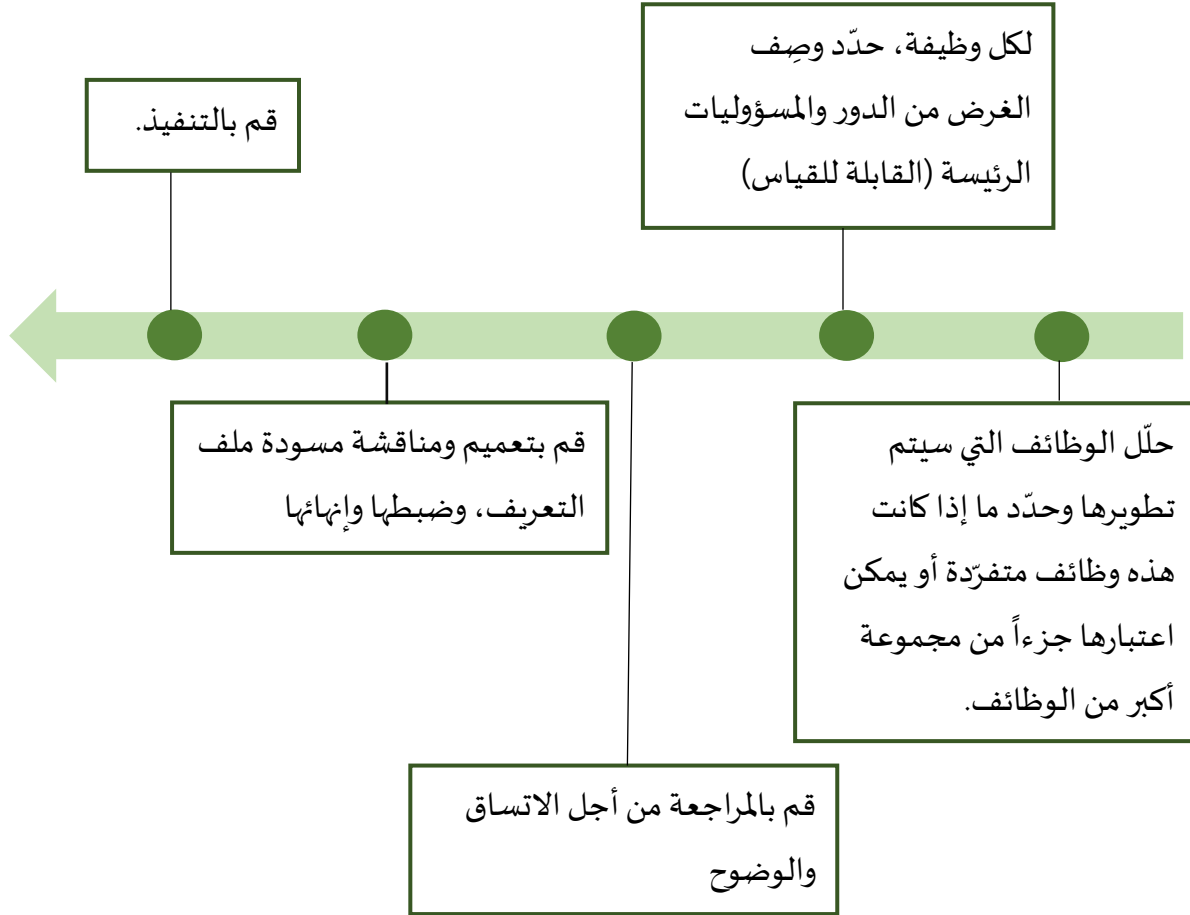 حلّل الوظائف التي سيتم
تطويرها وحدّد ما إذا كانت
هذه وظائف متفرّدة أو يمكن
اعتبارها جزءاً من مجموعة
أكبر من الوظائف.
لكل وظيفة، حدّد وصِف
الغرض من الدور والمسؤوليات
الرئيسة (القابلة للقياس)
قم بالمراجعة من أجل الاتساق
والوضوح
قم بتعميم ومناقشة مسودة ملف
التعريف، وضبطها وإنهائها
قم بالتنفيذ.